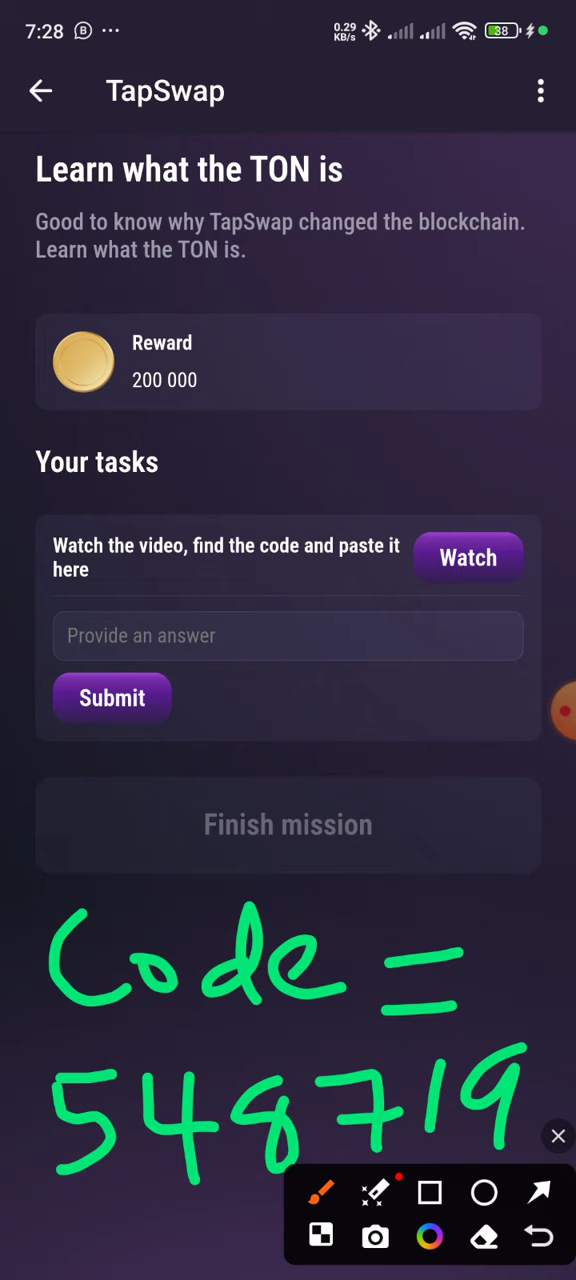 7:28 B ... 0.29 KB/s 38
TapSwap
Learn what the TON is
Good to know why TapSwap changed the blockchain.
Learn what the TON is.
Reward
200 000
Your tasks
Watch the video, find the code and paste it
here
Watch
Provide an answer
Submit
Finish mission
Code =
548719